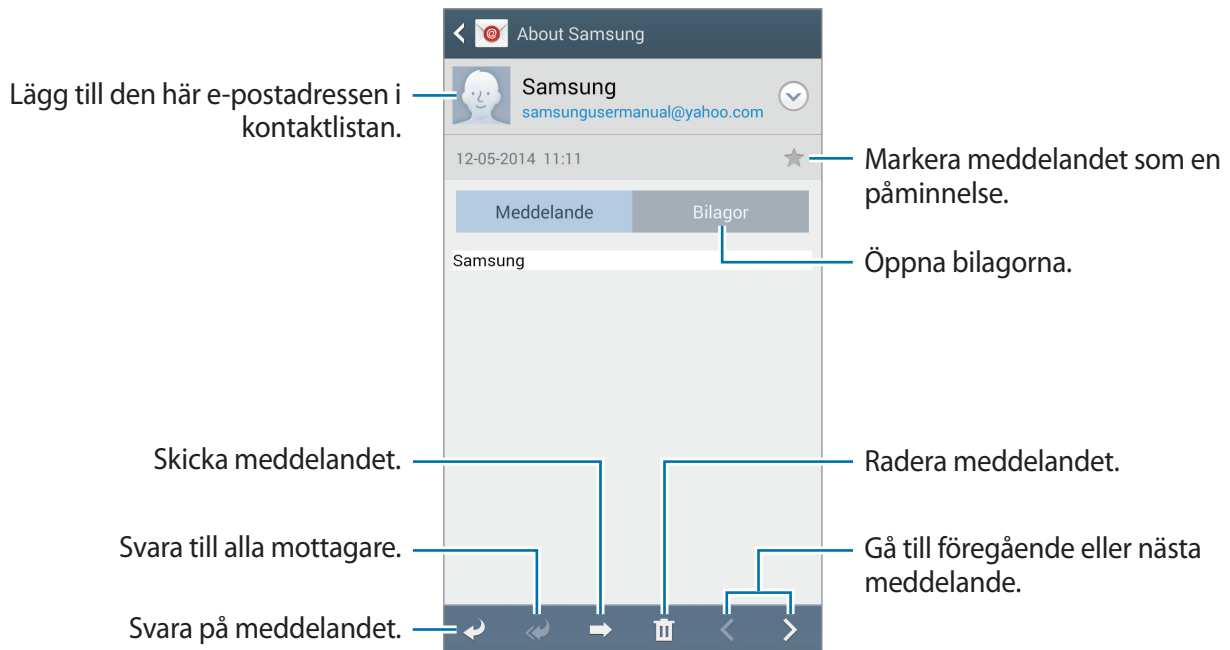 About Samsung
Lägg till den här e-postadressen i
kontaktlistan.
Samsung
samsungusermanual@yahoo.com
12-05-2014 11:11
Markera meddelandet som en
påminnelse.
Meddelande
Bilagor
Öppna bilagorna.
Samsung
Skicka meddelandet.
Radera meddelandet.
Svara till alla mottagare.
Gå till föregående eller nästa
meddelande.
Svara på meddelandet.